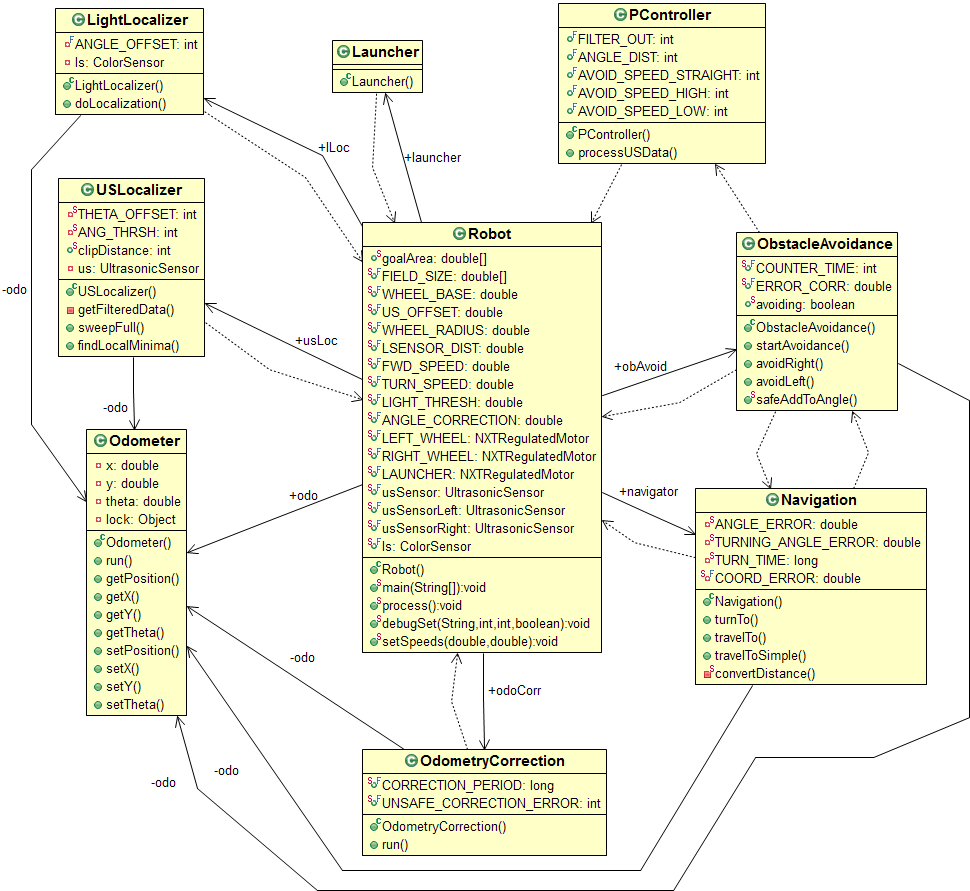 LightLocalizer
ANGLE_OFFSET: int
ls: ColorSensor
LightLocalizer()
doLocalization()
Launcher
Launcher()
PController
FILTER_OUT: int
ANGLE_DIST: int
AVOID_SPEED_STRAIGHT: int
AVOID_SPEED_HIGH: int
AVOID_SPEED_LOW: int
PController()
processUSData()
+lLoc
+launcher
USLocalizer
THETA_OFFSET: int
ANG_THRSH: int
clipDistance: int
us: UltrasonicSensor
USLocalizer()
getFilteredData()
sweepFull()
findLocalMinima()
-odo
+usLoc
-odo
Robot
goalArea: double[]
FIELD_SIZE: double[]
WHEEL_BASE: double
US_OFFSET: double
WHEEL_RADIUS: double
LSENSOR_DIST: double
FWD_SPEED: double
TURN_SPEED: double
LIGHT_THRESH: double
ANGLE_CORRECTION: double
LEFT_WHEEL: NXTRegulatedMotor
RIGHT_WHEEL: NXTRegulatedMotor
LAUNCHER: NXTRegulatedMotor
usSensor: UltrasonicSensor
usSensorLeft: UltrasonicSensor
usSensorRight: UltrasonicSensor
ls: ColorSensor
Robot()
main(String[]):void
process():void
debugSet(String,int,int,boolean):void
setSpeeds(double,double):void
ObstacleAvoidance
COUNTER_TIME: int
ERROR_CORR: double
avoiding: boolean
ObstacleAvoidance()
startAvoidance()
avoidRight()
avoidLeft()
safeAddToAngle()
+obAvoid
+navigator
+odo
Odometer
x: double
y: double
theta: double
lock: Object
Odometer()
run()
getPosition()
getX()
getY()
getTheta()
setPosition()
setX()
setY()
setTheta()
Navigation
ANGLE_ERROR: double
TURNING_ANGLE_ERROR: double
TURN_TIME: long
COORD_ERROR: double
Navigation()
turnTo()
travelTo()
travelToSimple()
convertDistance()
-odo
+odoCorr
-odo
-odo
OdometryCorrection
CORRECTION_PERIOD: long
UNSAFE_CORRECTION_ERROR: int
OdometryCorrection()
run()